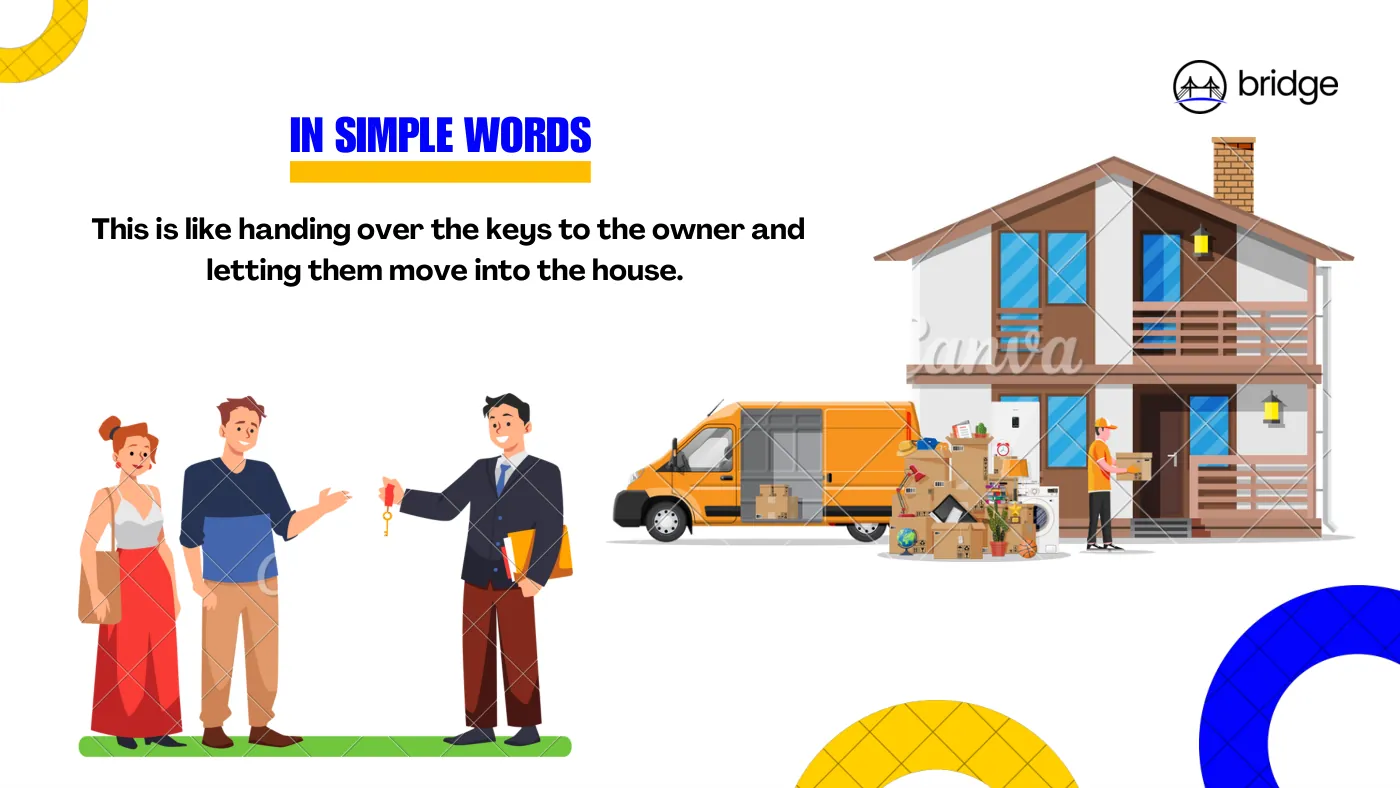 bridge
IN SIMPLE WORDS
This is like handing over the keys to the owner and
letting them move into the house.
Canva